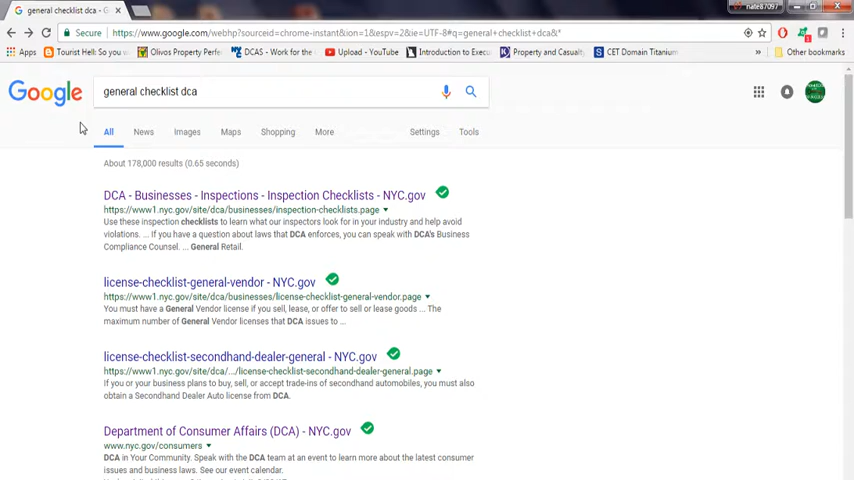 general checklist dca - G
nate87097
Secure
https://www.google.com/webhp?sourceid=chrome-instant&ion=1&espv=2&ie=UTF-8#q=general+checklist+dca&*
Apps Tourist Hell: So you Olivos Property Veloc DCAS - Work for the Upload - YouTube Introduction to Execu Property and Casualty CET Domain Titanium » Other bookmarks
Google general checklist dca
All News Images Maps Shopping More Settings Tools
About 178,000 results (0.65 seconds)
DCA - Businesses - Inspections - Inspection Checklists - NYC.gov
https://www1.nyc.gov/site/dca/businesses/inspection-checklists.page
Use these inspection checklists to learn what our inspectors look for in your industry and help avoid
violations. ... If you have a question about laws that DCA enforces, you can speak with DCA's Business
Compliance Counsel. ... General Retail.
license-checklist-general-vendor - NYC.gov
https://www1.nyc.gov/site/dca/businesses/license-checklist-general-vendor.page
You must have a General Vendor license if you sell, lease, or offer to sell or lease goods ... The
maximum number of General Vendor licenses that DCA issues to ...
license-checklist-secondhand-dealer-general - NYC.gov
https://www1.nyc.gov/site/dca/.../license-checklist-secondhand-dealer-general.page
If you or your business plans to buy, sell, or accept trade-ins of secondhand automobiles, you must also
obtain a Secondhand Dealer Auto license from DCA.
Department of Consumer Affairs (DCA) - NYC.gov
www.nyc.gov/consumers
DCA in Your Community. Speak with the DCA team at an event to learn more about the latest consumer
issues and business laws. See our event calendar.